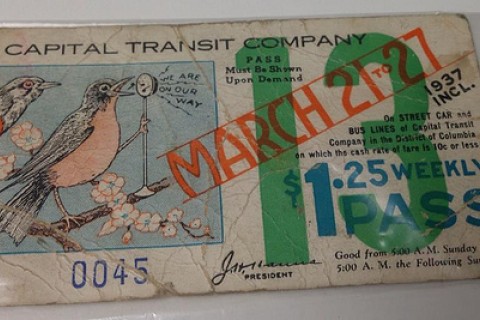 CAPITAL TRANSIT COMPANY
WE ARE
ON OUR
WAY
PASS
Must Be Shown
Upon Demand
MARCH 21 TO 27
1937
INCL.
13
On STREET CAR and
BUS LINES of Capital Transit
Company in the District of Columbia
on which the cash rate of fare is 10c or less
$1.25 WEEKLY
PASS
0045
PRESIDENT
Good from 5:00 A.M. Sunday
5:00 A. M. the Following Sun